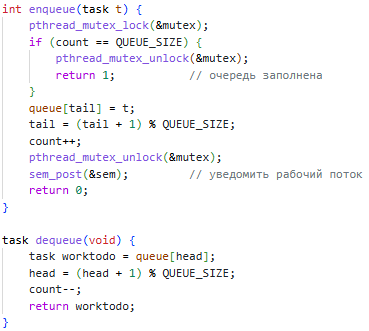 int enqueue(task t) {
    pthread_mutex_lock(&mutex);
    if (count == QUEUE_SIZE) {
        pthread_mutex_unlock(&mutex);
        return 1;           // очередь заполнена
    }
    queue[tail] = t;
    tail = (tail + 1) % QUEUE_SIZE;
    count++;
    pthread_mutex_unlock(&mutex);
    sem_post(&sem);         // уведомить рабочий поток
    return 0;
}

task dequeue(void) {
    task worktodo = queue[head];
    head = (head + 1) % QUEUE_SIZE;
    count--;
    return worktodo;
}